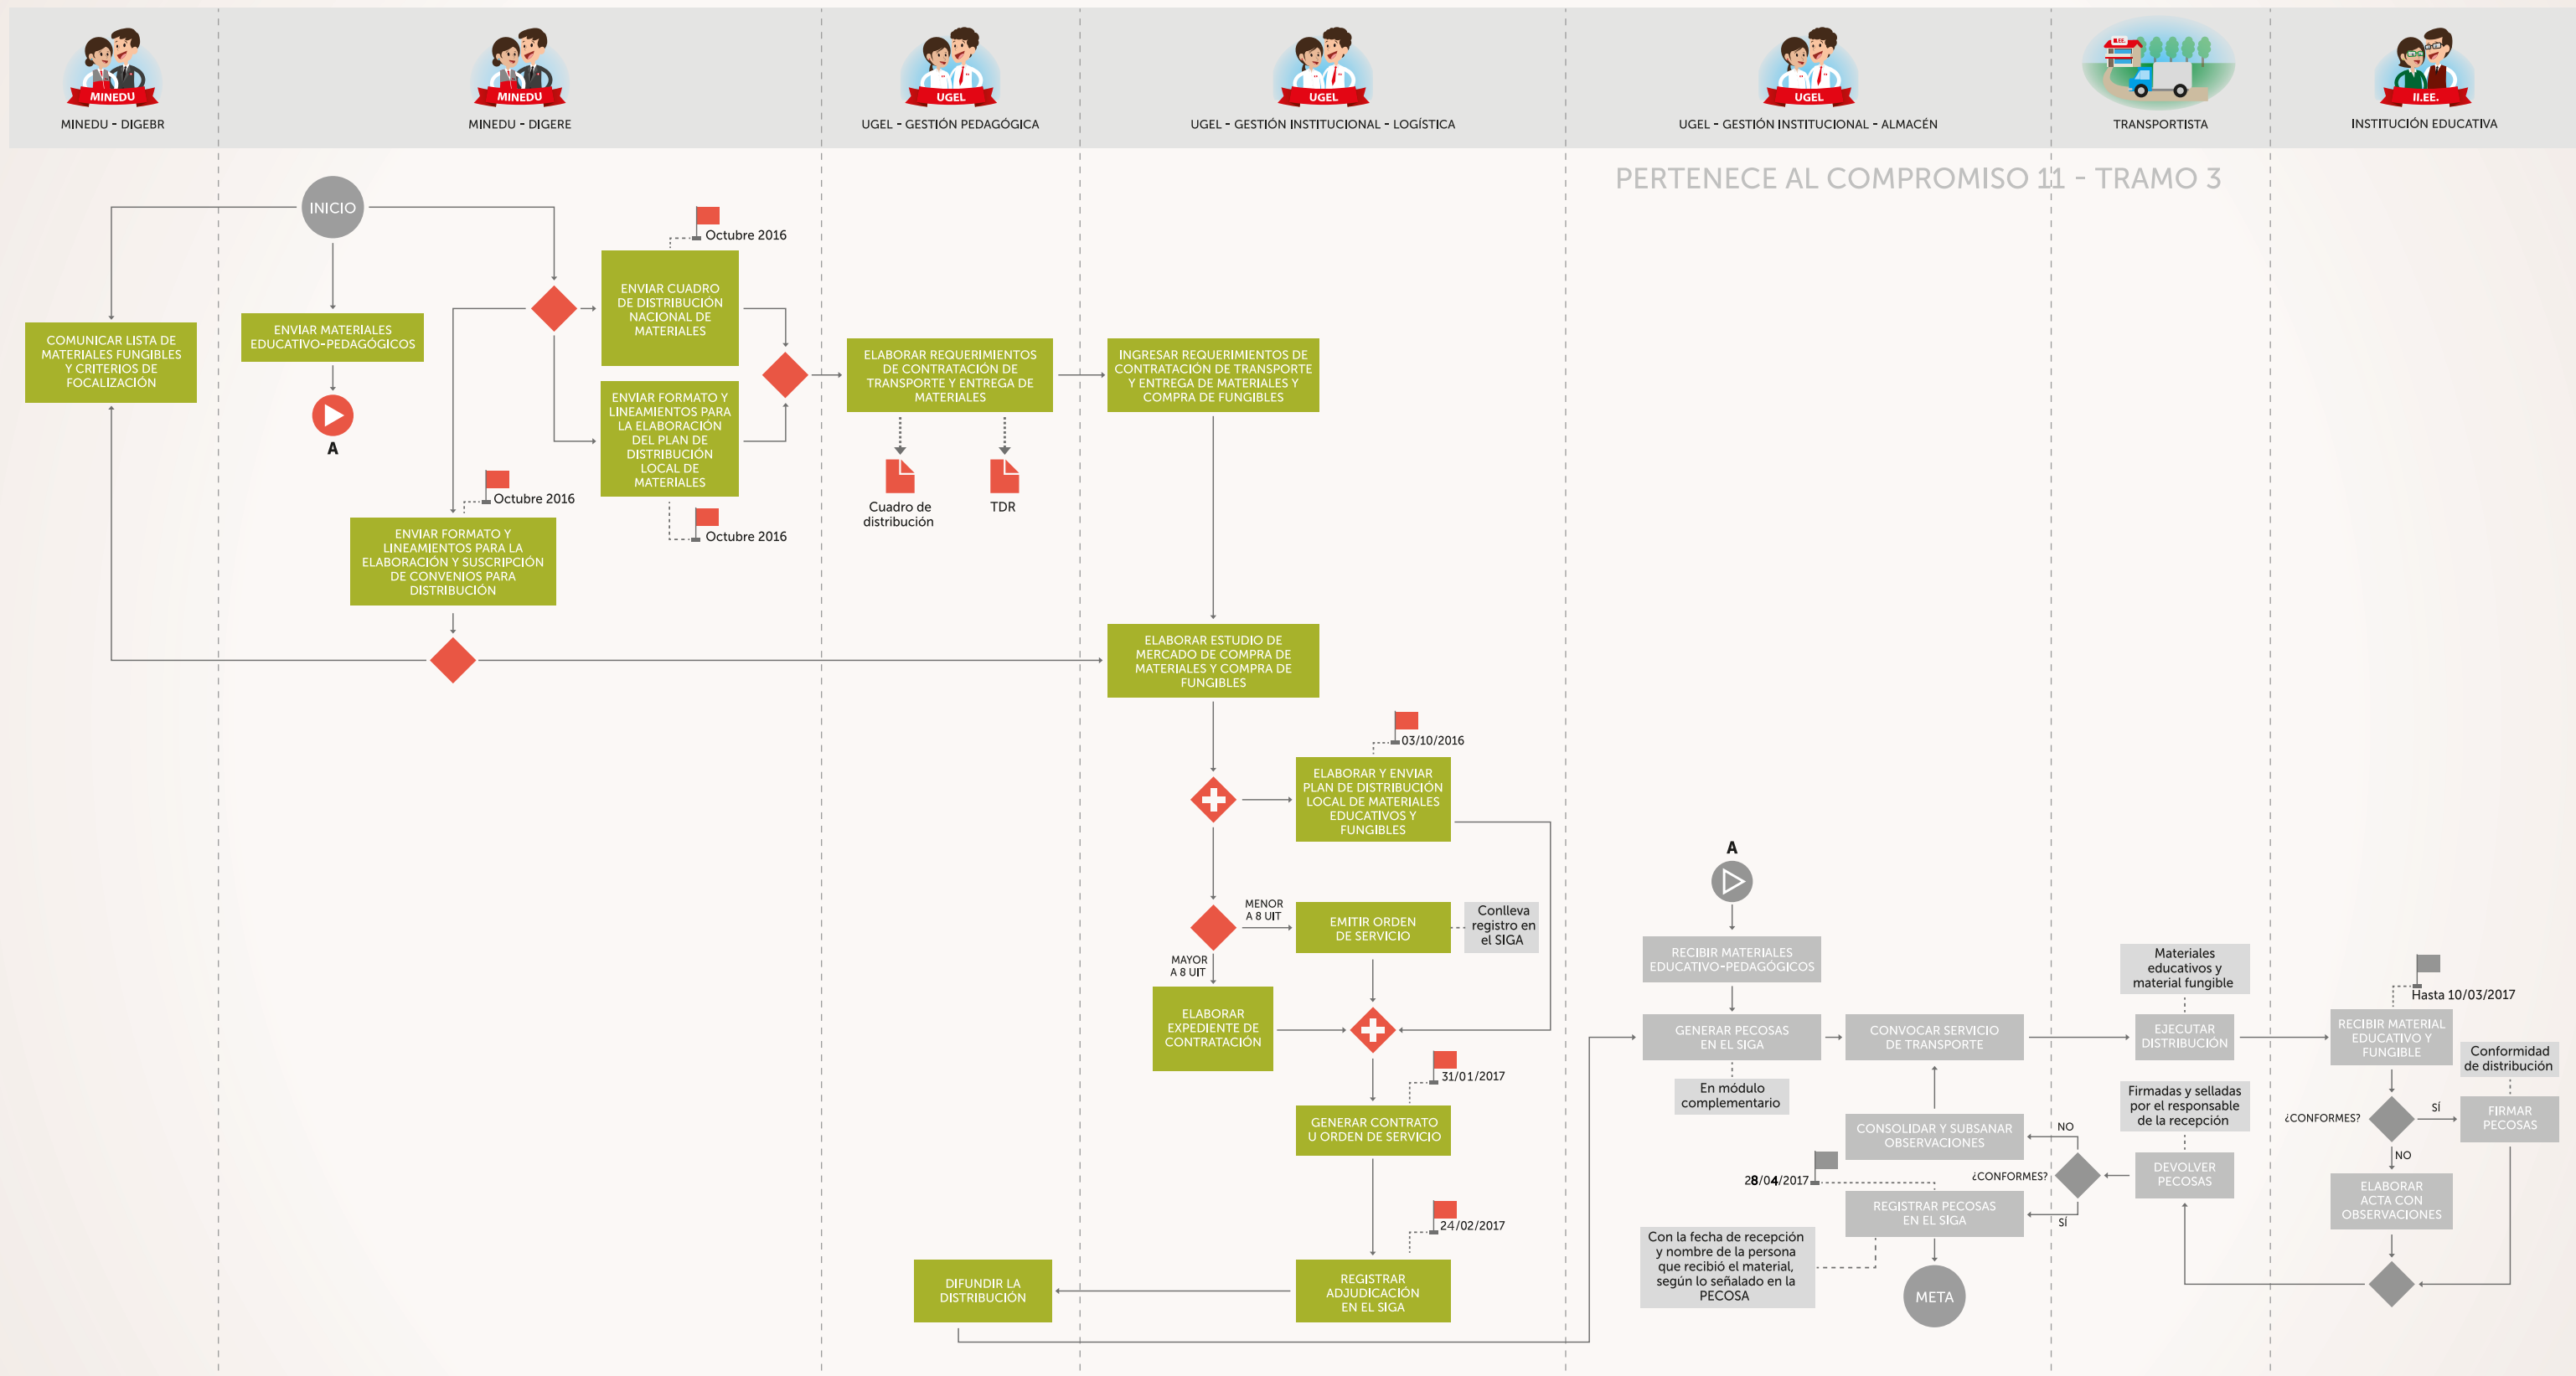 MINEDU
MINEDU - DIGEBR
MINEDU
MINEDU - DIGERE
UGEL
UGEL - GESTIÓN PEDAGÓGICA
UGEL
UGEL - GESTIÓN INSTITUCIONAL - LOGÍSTICA
UGEL
UGEL - GESTIÓN INSTITUCIONAL - ALMACÉN
TRANSPORTISTA
II.EE.
INSTITUCIÓN EDUCATIVA
PERTENECE AL COMPROMISO 11 - TRAMO 3
INICIO
COMUNICAR LISTA DE
MATERIALES FUNGIBLES
Y CRITERIOS DE
FOCALIZACIÓN
ENVIAR MATERIALES
EDUCATIVO-PEDAGÓGICOS
A
Octubre 2016
ENVIAR CUADRO
DE DISTRIBUCIÓN
NACIONAL DE
MATERIALES
ENVIAR FORMATO Y
LINEAMIENTOS PARA
LA ELABORACIÓN
DEL PLAN DE
DISTRIBUCIÓN
LOCAL DE
MATERIALES
Octubre 2016
Octubre 2016
ENVIAR FORMATO Y
LINEAMIENTOS PARA LA
ELABORACIÓN Y SUSCRIPCIÓN
DE CONVENIOS PARA
DISTRIBUCIÓN
ELABORAR REQUERIMIENTOS
DE CONTRATACIÓN DE
TRANSPORTE Y ENTREGA DE
MATERIALES
Cuadro de
distribución
TDR
INGRESAR REQUERIMIENTOS DE
CONTRATACIÓN DE TRANSPORTE
Y ENTREGA DE MATERIALES Y
COMPRA DE FUNGIBLES
ELABORAR ESTUDIO DE
MERCADO DE COMPRA DE
MATERIALES Y COMPRA DE
FUNGIBLES
03/10/2016
ELABORAR Y ENVIAR
PLAN DE DISTRIBUCIÓN
LOCAL DE MATERIALES
EDUCATIVOS Y
FUNGIBLES
MENOR
A 8 UIT
EMITIR ORDEN
DE SERVICIO
Conlleva
registro en
el SIGA
MAYOR
A 8 UIT
ELABORAR
EXPEDIENTE DE
CONTRATACIÓN
31/01/2017
GENERAR CONTRATO
U ORDEN DE SERVICIO
24/02/2017
REGISTRAR
ADJUDICACIÓN
EN EL SIGA
DIFUNDIR LA
DISTRIBUCIÓN
A
RECIBIR MATERIALES
EDUCATIVO-PEDAGÓGICOS
GENERAR PECOSAS
EN EL SIGA
En módulo
complementario
CONVOCAR SERVICIO
DE TRANSPORTE
CONSOLIDAR Y SUBSANAR
OBSERVACIONES
NO
¿CONFORMES?
SÍ
28/04/2017
REGISTRAR PECOSAS
EN EL SIGA
Con la fecha de recepción
y nombre de la persona
que recibió el material,
según lo señalado en la
PECOSA
META
Materiales
educativos y
material fungible
EJECUTAR
DISTRIBUCIÓN
Firmadas y selladas
por el responsable
de la recepción
DEVOLVER
PECOSAS
Hasta 10/03/2017
RECIBIR MATERIAL
EDUCATIVO Y
FUNGIBLE
Conformidad
de distribución
¿CONFORMES?
SÍ
FIRMAR
PECOSAS
NO
ELABORAR
ACTA CON
OBSERVACIONES